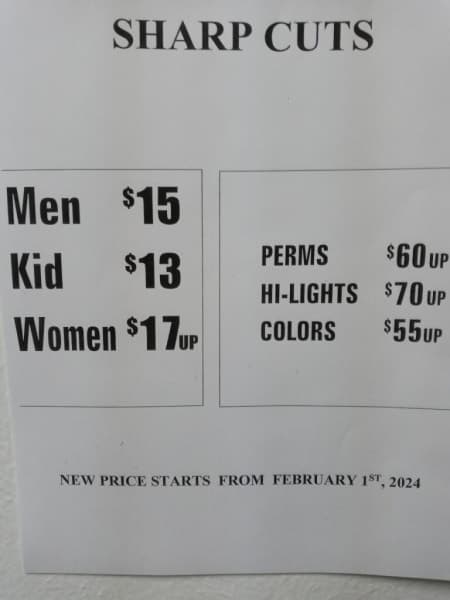 SHARP CUTS
Men $15
Kid $13
Women $17UP
PERMS $60UP
HI-LIGHTS $70UP
COLORS $55UP
NEW PRICE STARTS FROM FEBRUARY 1ST, 2024